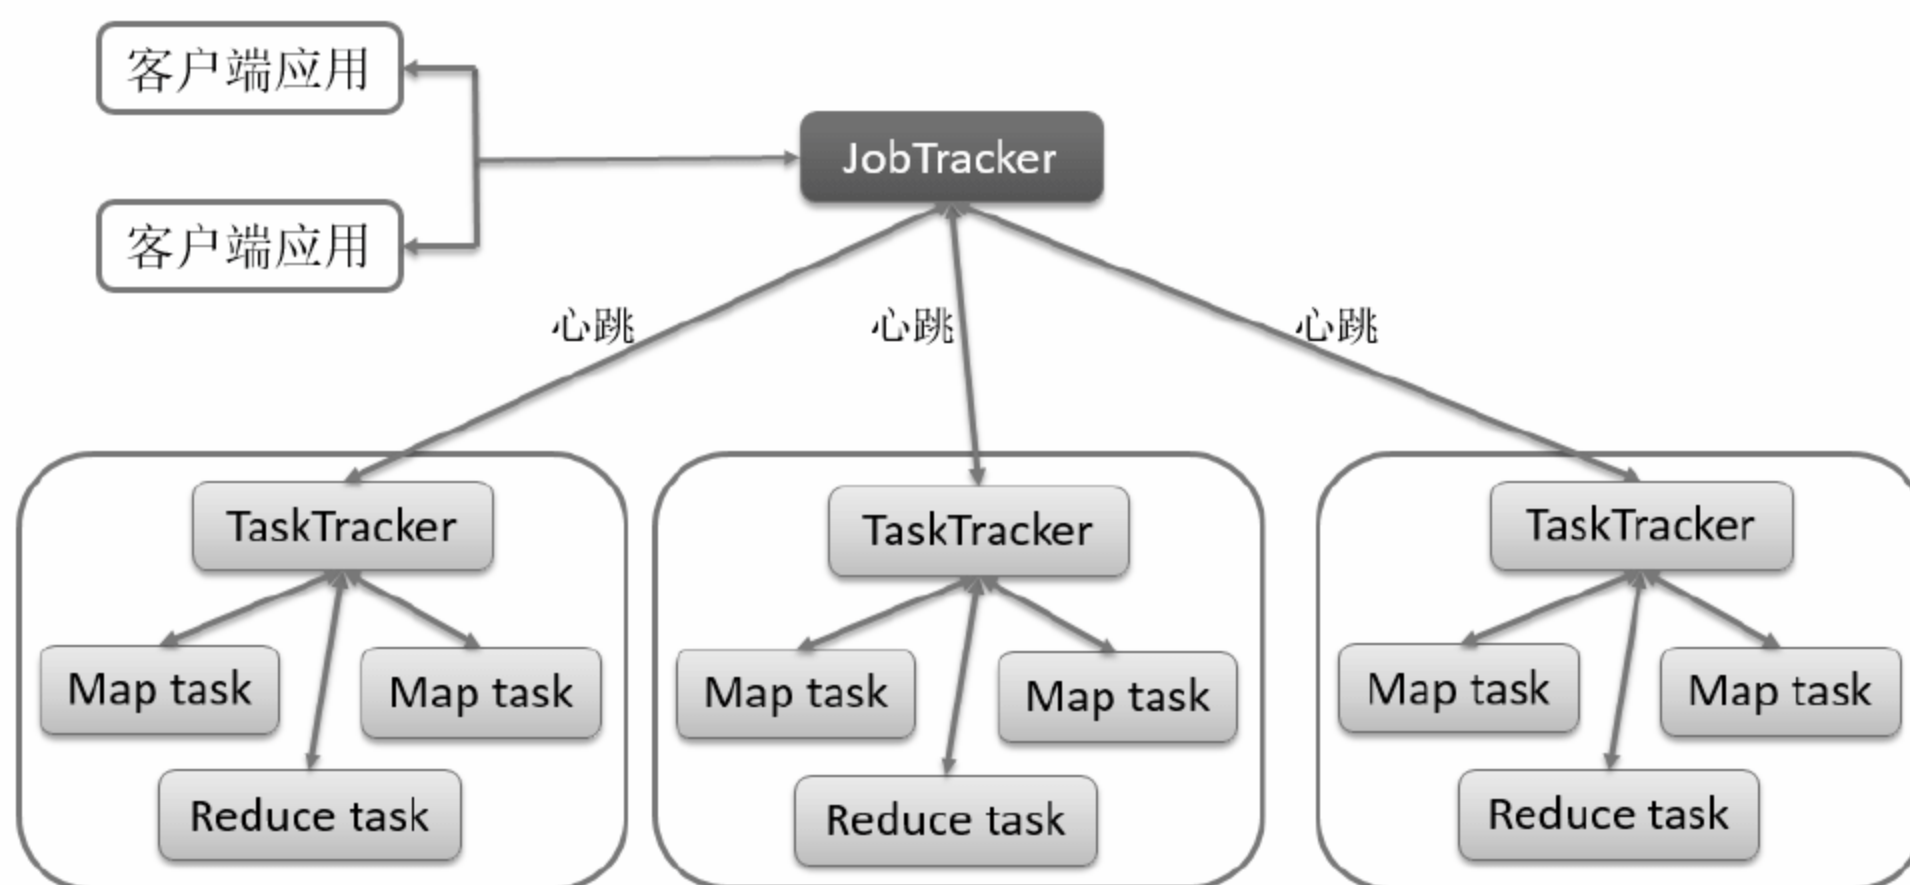 客户端应用
JobTracker
客户端应用
心跳
心跳
心跳
TaskTracker
TaskTracker
TaskTracker
Map task
Map task
Map task
Map task
Map task
Map task
Reduce task
Reduce task
Reduce task